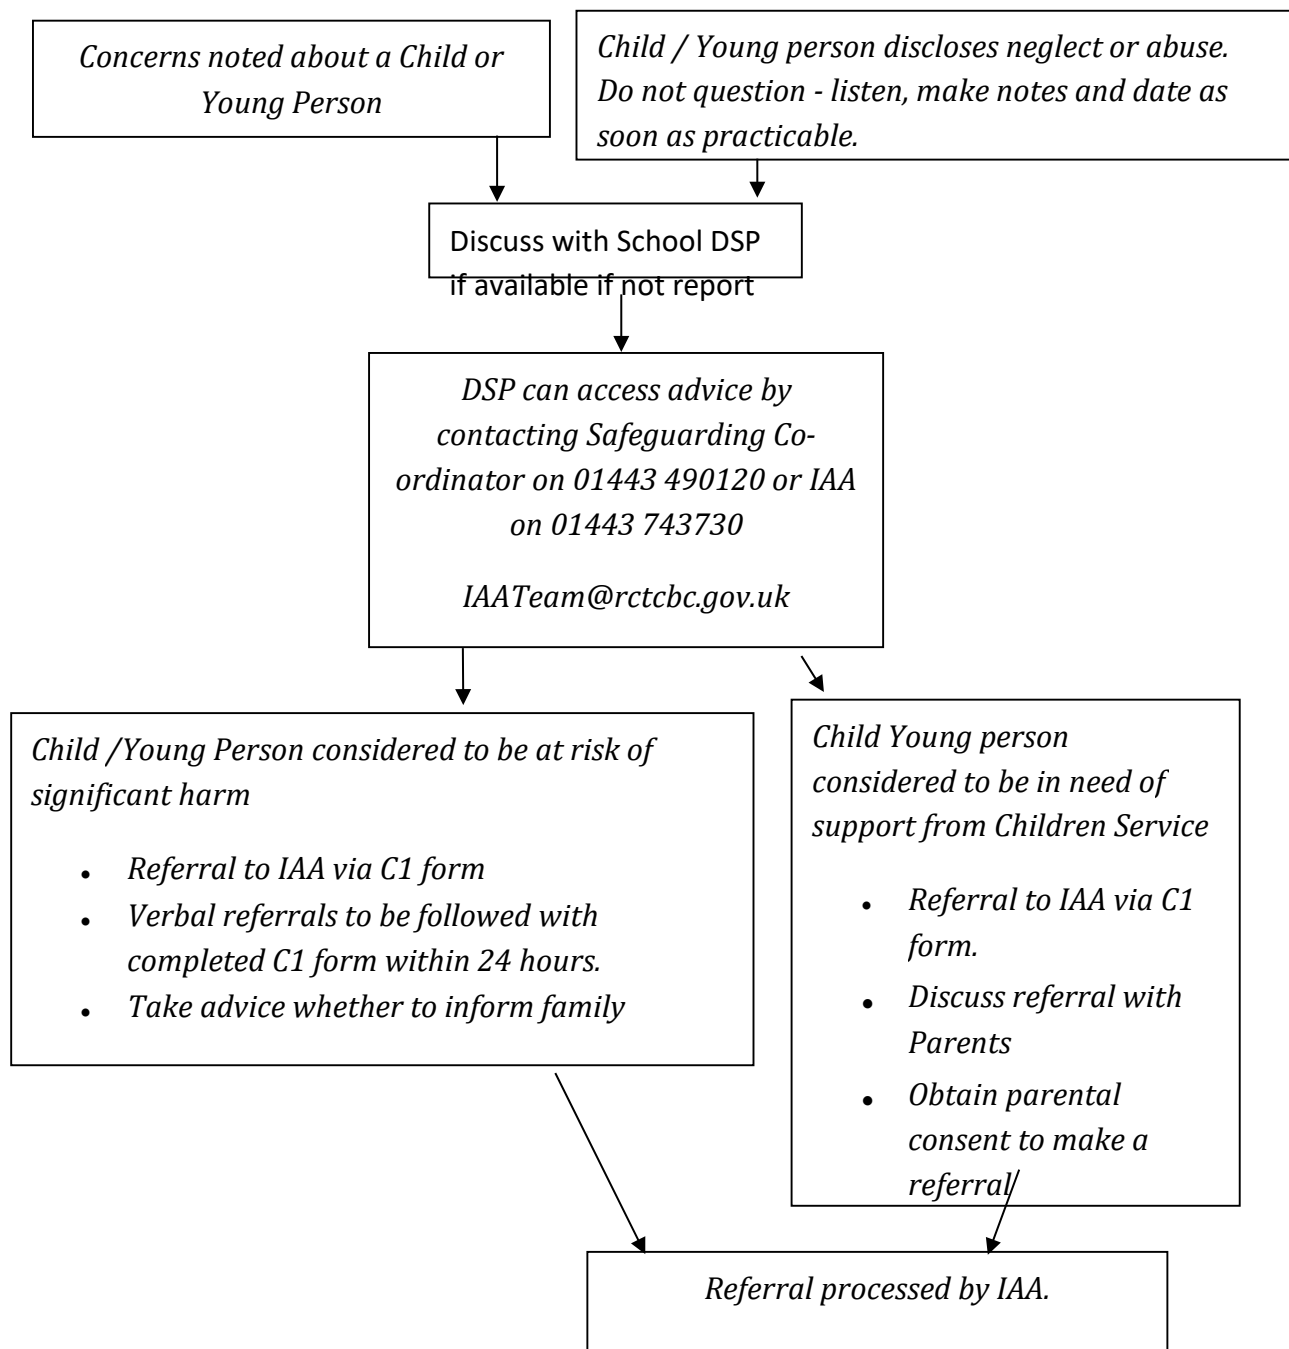 Concerns noted about a Child or
Young Person
Child / Young person discloses neglect or abuse.
Do not question - listen, make notes and date as
soon as practicable.
Discuss with School DSP
if available if not report
DSP can access advice by
contacting Safeguarding Co-
ordinator on 01443 490120 or IAA
on 01443 743730
IAATeam@rctcbc.gov.uk
Child /Young Person considered to be at risk of
significant harm
• Referral to IAA via C1 form
• Verbal referrals to be followed with
completed C1 form within 24 hours.
• Take advice whether to inform family
Child Young person
considered to be in need of
support from Children Service
• Referral to IAA via C1
form.
• Discuss referral with
Parents
• Obtain parental
consent to make a
referral
Referral processed by IAA.